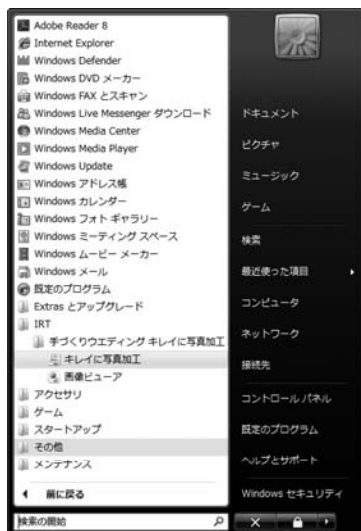 Adobe Reader 8
Internet Explorer
Windows Defender
Windows DVD メーカー
Windows FAX とスキャン
Windows Live Messenger ダウンロード
Windows Media Center
Windows Media Player
Windows Update
Windows アドレス帳
Windows カレンダー
Windows フォト ギャラリー
Windows ミーティング スペース
Windows ムービー メーカー
Windows メール
既定のプログラム
Extras とアップグレード
IRT
手づくりウエディング キレイに写真加工
キレイに写真加工
画像ビューア
アクセサリ
ゲーム
スタートアップ
その他
メンテナンス
前に戻る
検索の開始
ドキュメント
ピクチャ
ミュージック
ゲーム
検索
最近使った項目
コンピュータ
ネットワーク
接続先
コントロール パネル
既定のプログラム
ヘルプとサポート
Windows セキュリティ